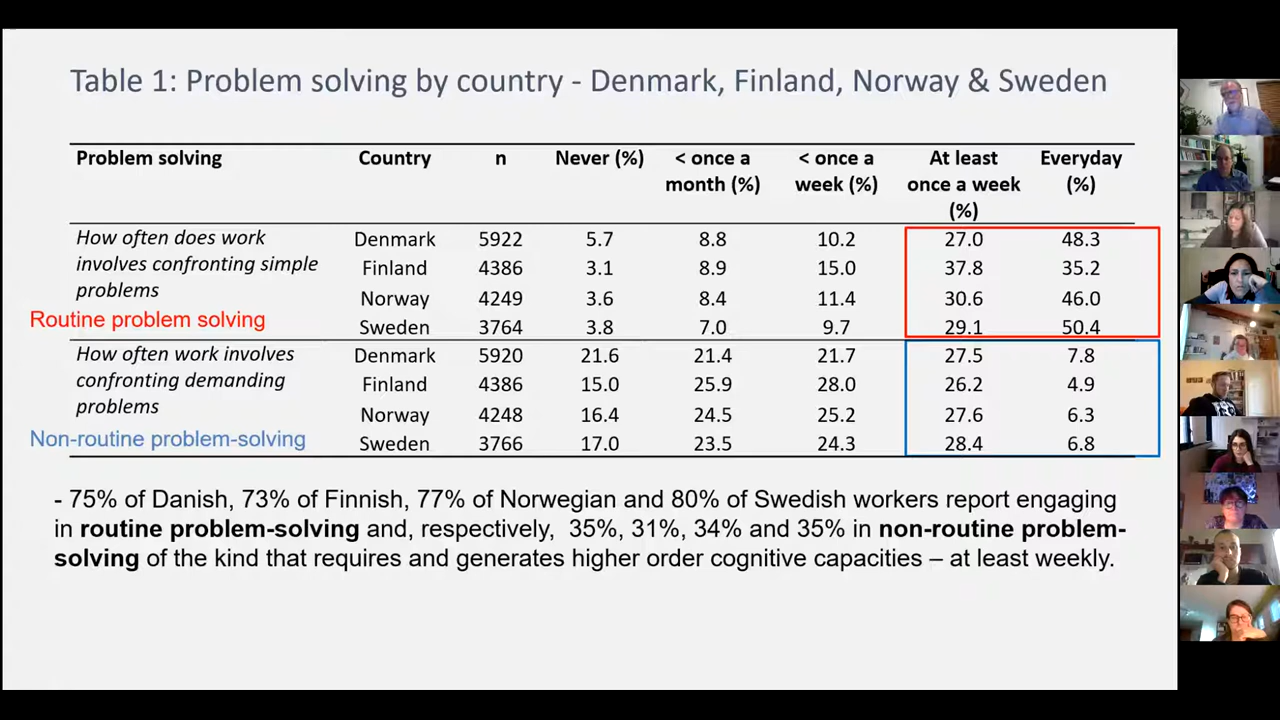 Table 1: Problem solving by country - Denmark, Finland, Norway & Sweden
Problem solving Country n Never (%) < once a month (%) < once a week (%) At least once a week (%) Everyday (%)
How often does work involves confronting simple problems
Routine problem solving
Denmark 5922 5.7 8.8 10.2 27.0 48.3
Finland 4386 3.1 8.9 15.0 37.8 35.2
Norway 4249 3.6 8.4 11.4 30.6 46.0
Sweden 3764 3.8 7.0 9.7 29.1 50.4
How often work involves confronting demanding problems
Non-routine problem-solving
Denmark 5920 21.6 21.4 21.7 27.5 7.8
Finland 4386 15.0 25.9 28.0 26.2 4.9
Norway 4248 16.4 24.5 25.2 27.6 6.3
Sweden 3766 17.0 23.5 24.3 28.4 6.8
- 75% of Danish, 73% of Finnish, 77% of Norwegian and 80% of Swedish workers report engaging
in routine problem-solving and, respectively, 35%, 31%, 34% and 35% in non-routine problem-
solving of the kind that requires and generates higher order cognitive capacities – at least weekly.